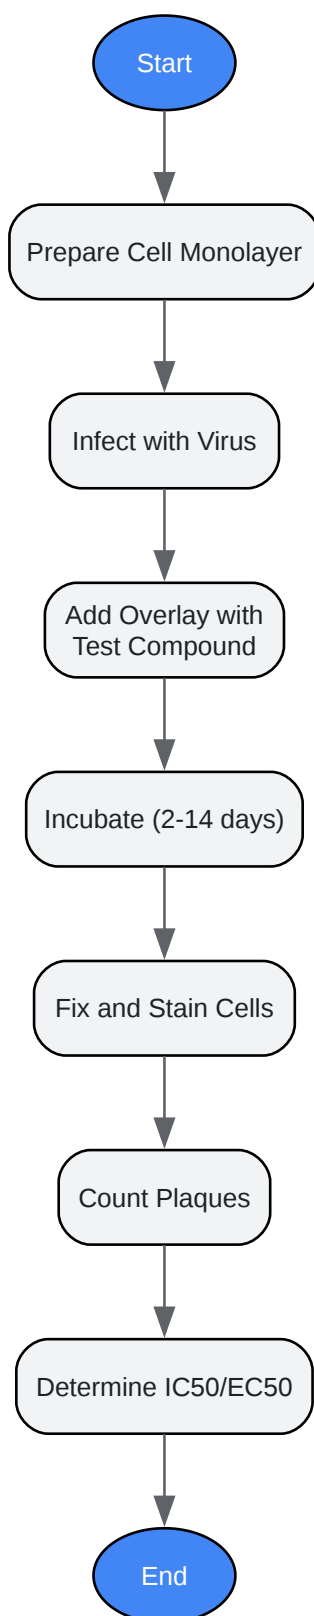 Start
Prepare Cell Monolayer
Infect with Virus
Add Overlay with
Test Compound
Incubate (2-14 days)
Fix and Stain Cells
Count Plaques
Determine IC50/EC50
End